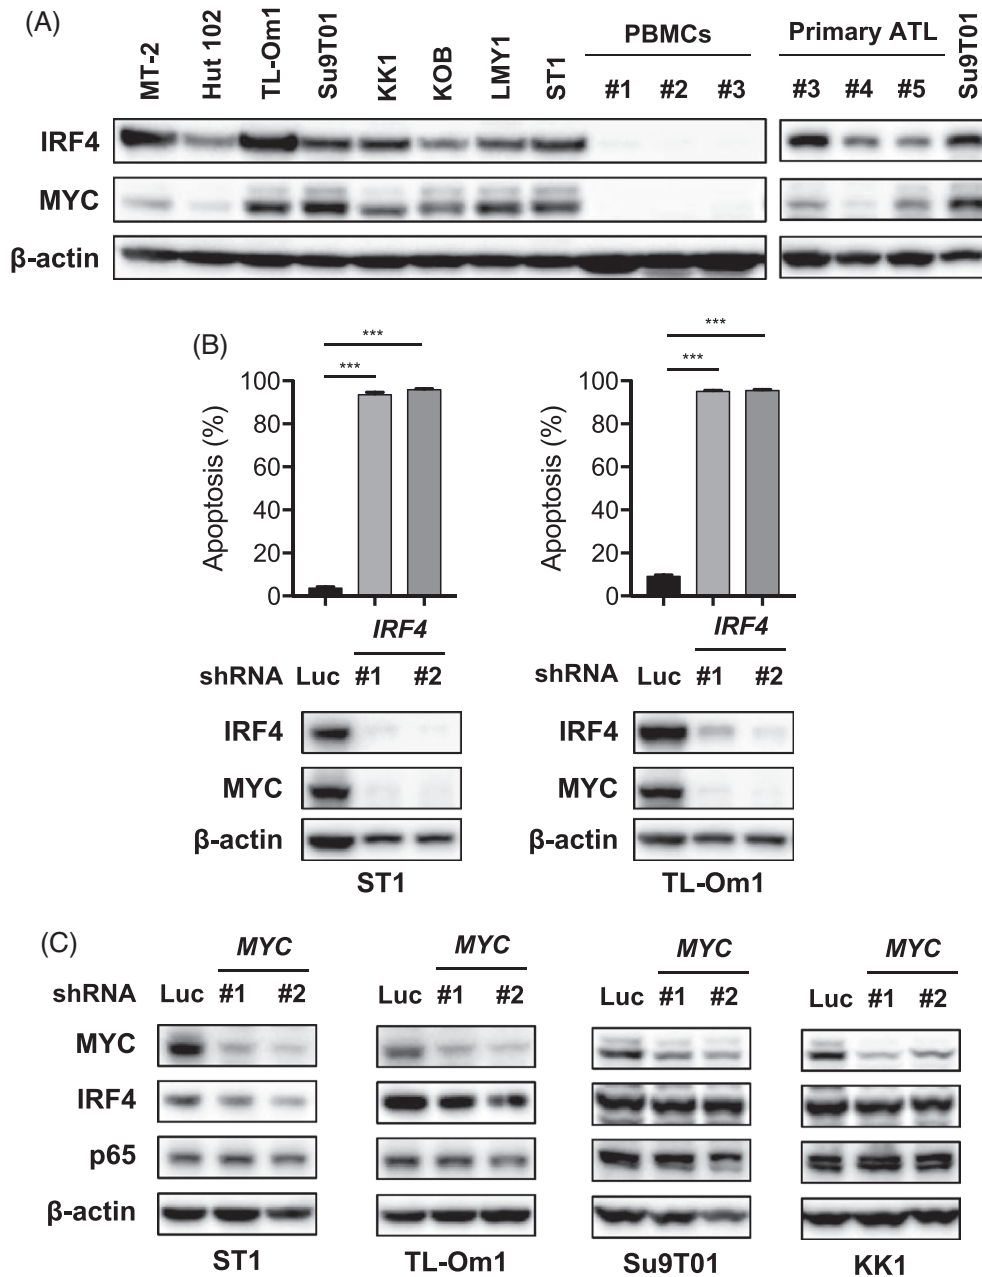 (A)
MT-2 Hut 102 TL-Om1 Su9T01 KK1 KOB LMY1 ST1 PBMCs #1 #2 #3 Primary ATL #3 #4 #5 Su9T01
IRF4
MYC
β-actin
(B)
*** ***
*** ***
100 100
80 80
60 60
40 40
20 20
0 0
Apoptosis (%) Apoptosis (%)
IRF4 IRF4
shRNA Luc #1 #2 shRNA Luc #1 #2
IRF4 IRF4
MYC MYC
β-actin β-actin
ST1 TL-Om1
(C)
MYC MYC MYC MYC
shRNA Luc #1 #2 Luc #1 #2 Luc #1 #2 Luc #1 #2
MYC
IRF4
p65
β-actin
ST1 TL-Om1 Su9T01 KK1